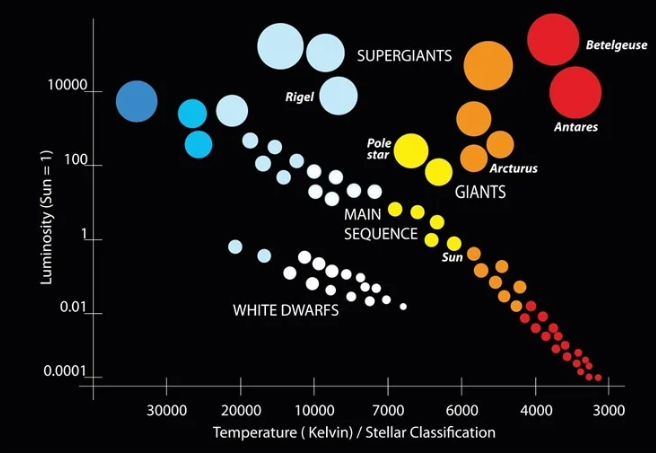 Betelgeuse
SUPERGIANTS
10000
Rigel
Antares
Pole
star
100
Arcturus
GIANTS
MAIN
SEQUENCE
1
Sun
WHITE DWARFS
0.01
0.0001
Luminosity (Sun = 1)
30000 20000 10000 7000 6000 4000 3000
Temperature ( Kelvin) / Stellar Classification